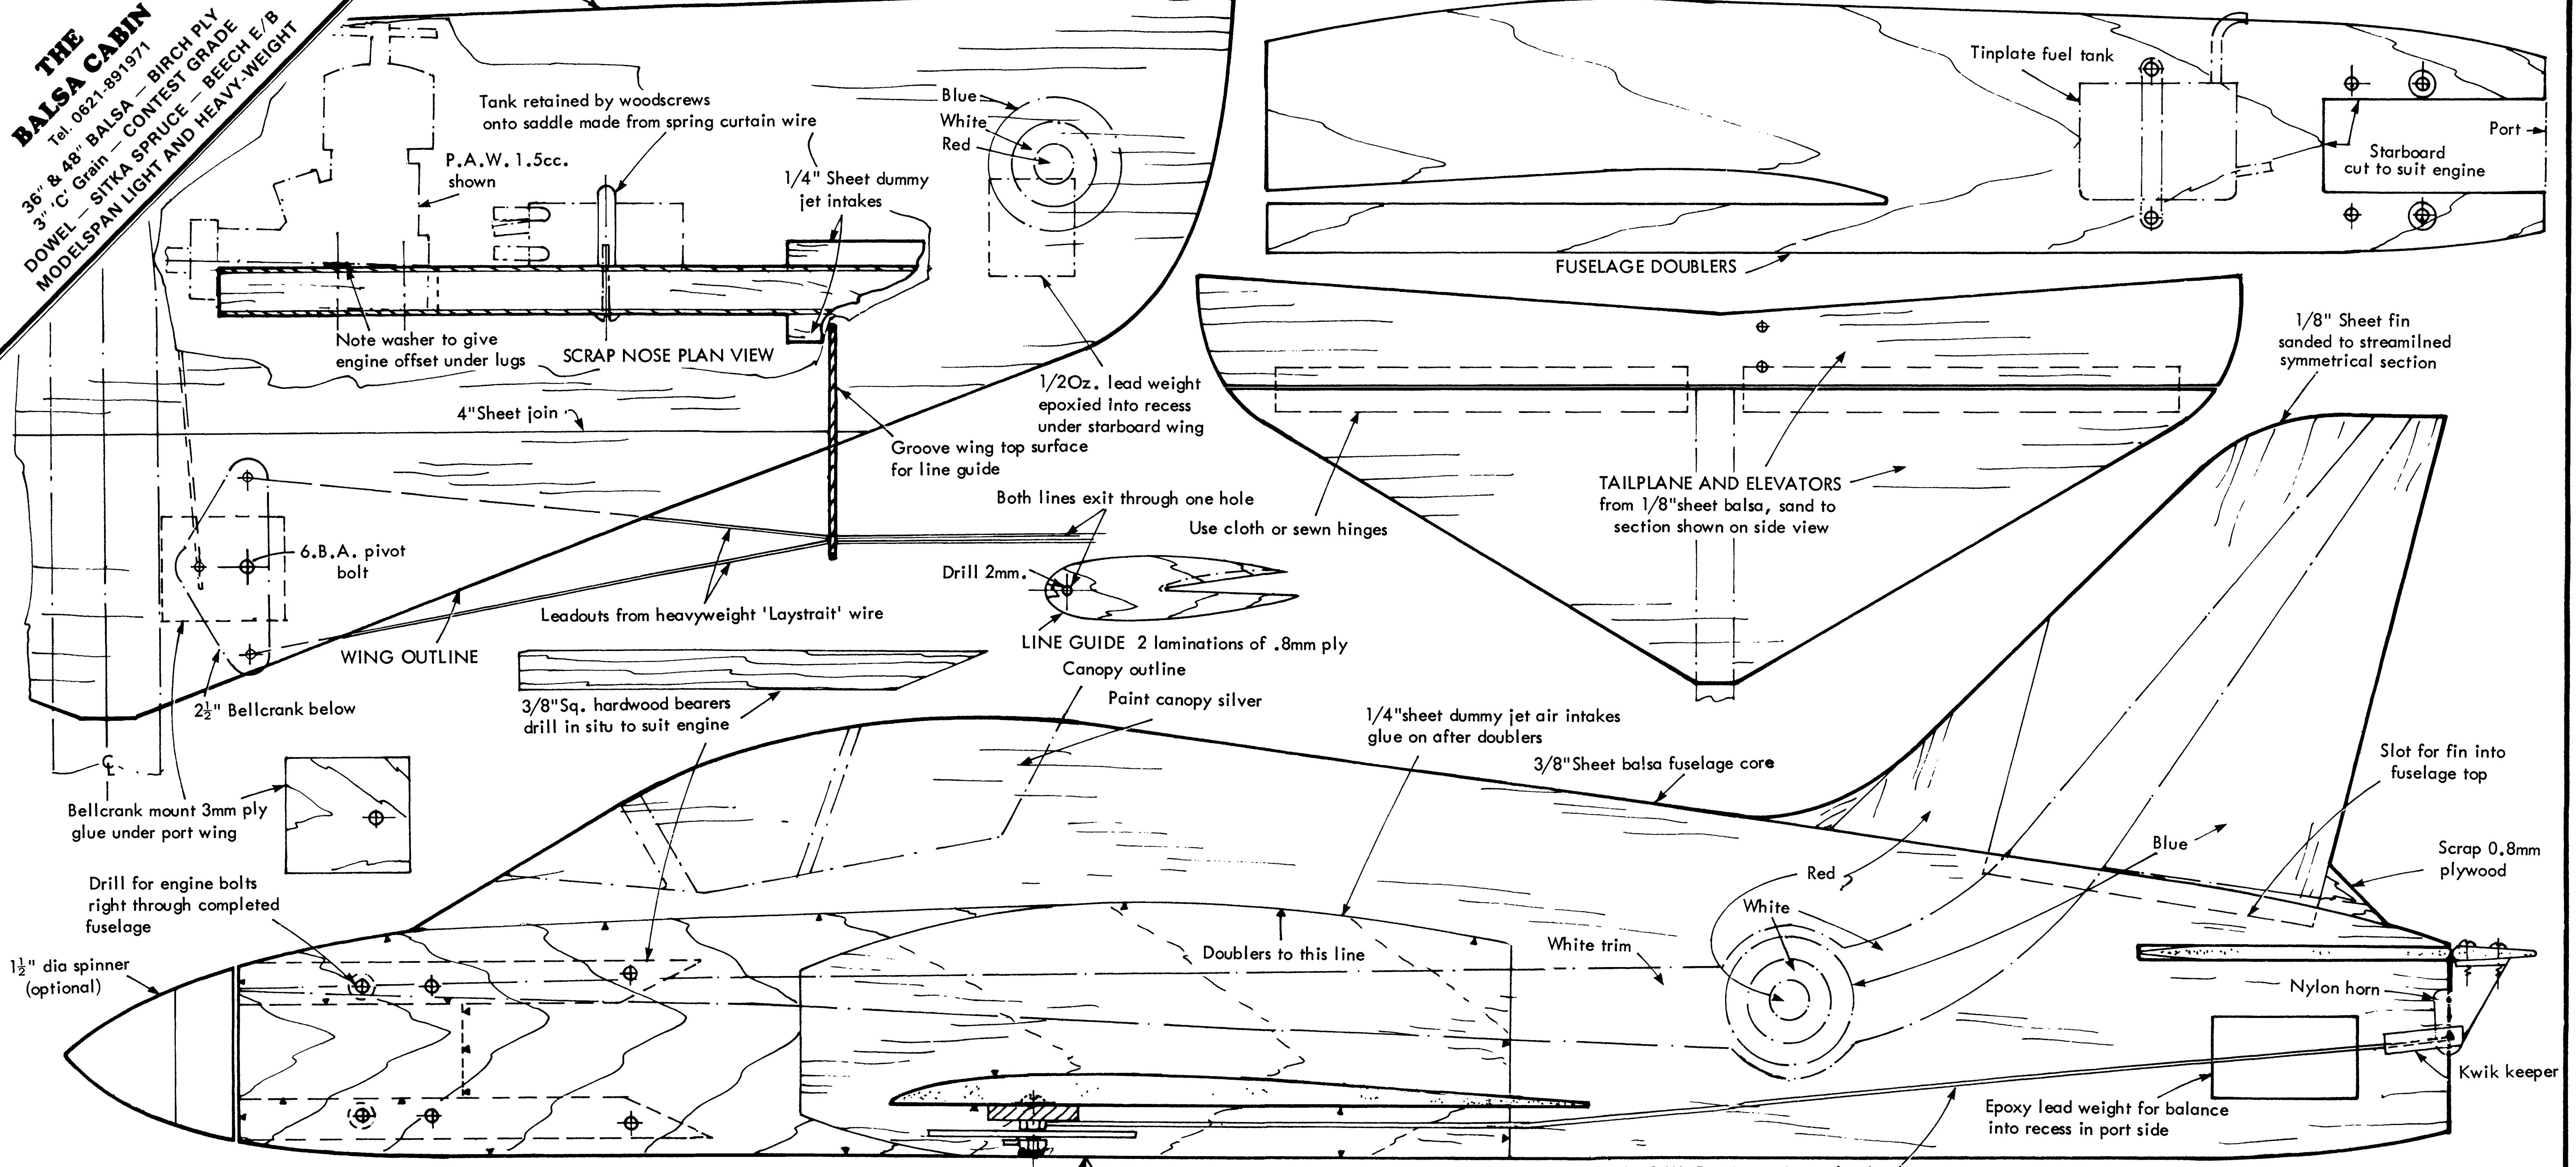 THE
BALSA CABIN
Tel. 0621-891971
36" & 48" BALSA — BIRCH PLY
3" 'C' Grain — CONTEST GRADE
DOWEL — SITKA SPRUCE — BEECH E/B
MODELSPAN LIGHT AND HEAVY-WEIGHT
Tank retained by woodscrews
onto saddle made from spring curtain wire
P.A.W. 1.5cc.
shown
1/4" Sheet dummy
jet intakes
Blue
White
Red
Note washer to give
engine offset under lugs
SCRAP NOSE PLAN VIEW
4"Sheet join
1/2Oz. lead weight
epoxied into recess
under starboard wing
Groove wing top surface
for line guide
Both lines exit through one hole
6.B.A. pivot
bolt
Drill 2mm.
Leadouts from heavyweight 'Laystrait' wire
LINE GUIDE 2 laminations of .8mm ply
WING OUTLINE
2½" Bellcrank below
3/8"Sq. hardwood bearers
drill in situ to suit engine
CL
Bellcrank mount 3mm ply
glue under port wing
Tinplate fuel tank
Port
Starboard
cut to suit engine
FUSELAGE DOUBLERS
1/8" Sheet fin
sanded to streamilned
symmetrical section
TAILPLANE AND ELEVATORS
from 1/8"sheet balsa, sand to
section shown on side view
Use cloth or sewn hinges
Canopy outline
Paint canopy silver
1/4"sheet dummy jet air intakes
glue on after doublers
3/8"Sheet balsa fuselage core
Slot for fin into
fuselage top
Scrap 0.8mm
plywood
Blue
Red
White
White trim
Doublers to this line
Drill for engine bolts
right through completed
fuselage
1½" dia spinner
(optional)
Nylon horn
Kwik keeper
Epoxy lead weight for balance
into recess in port side